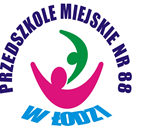 PRZEDSZKOLE MIEJSKIE NR 88
W ŁODZI